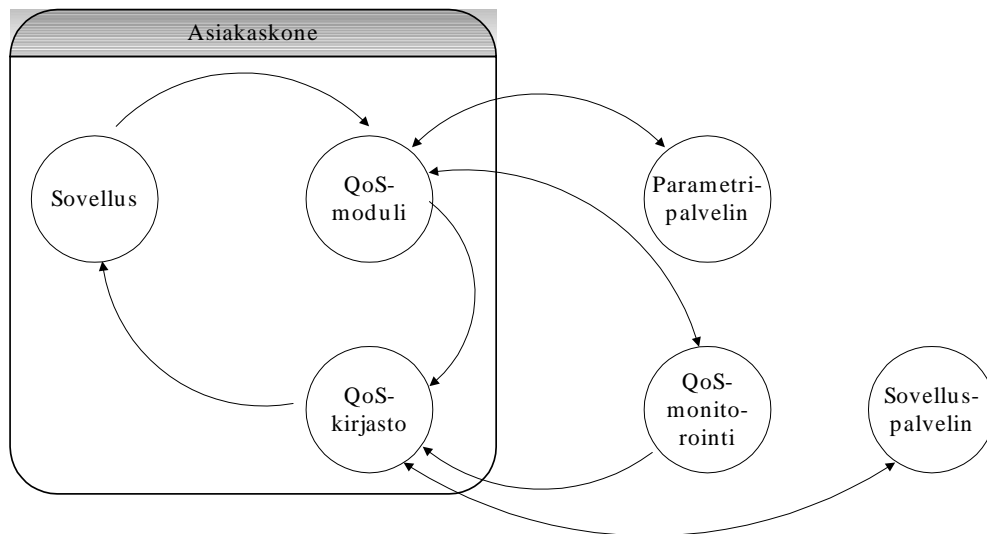 Asiakaskone
Sovellus
QoS-
moduli
Parametri-
palvelin
QoS-
kirjasto
QoS-
monito-
rointi
Sovellus-
palvelin